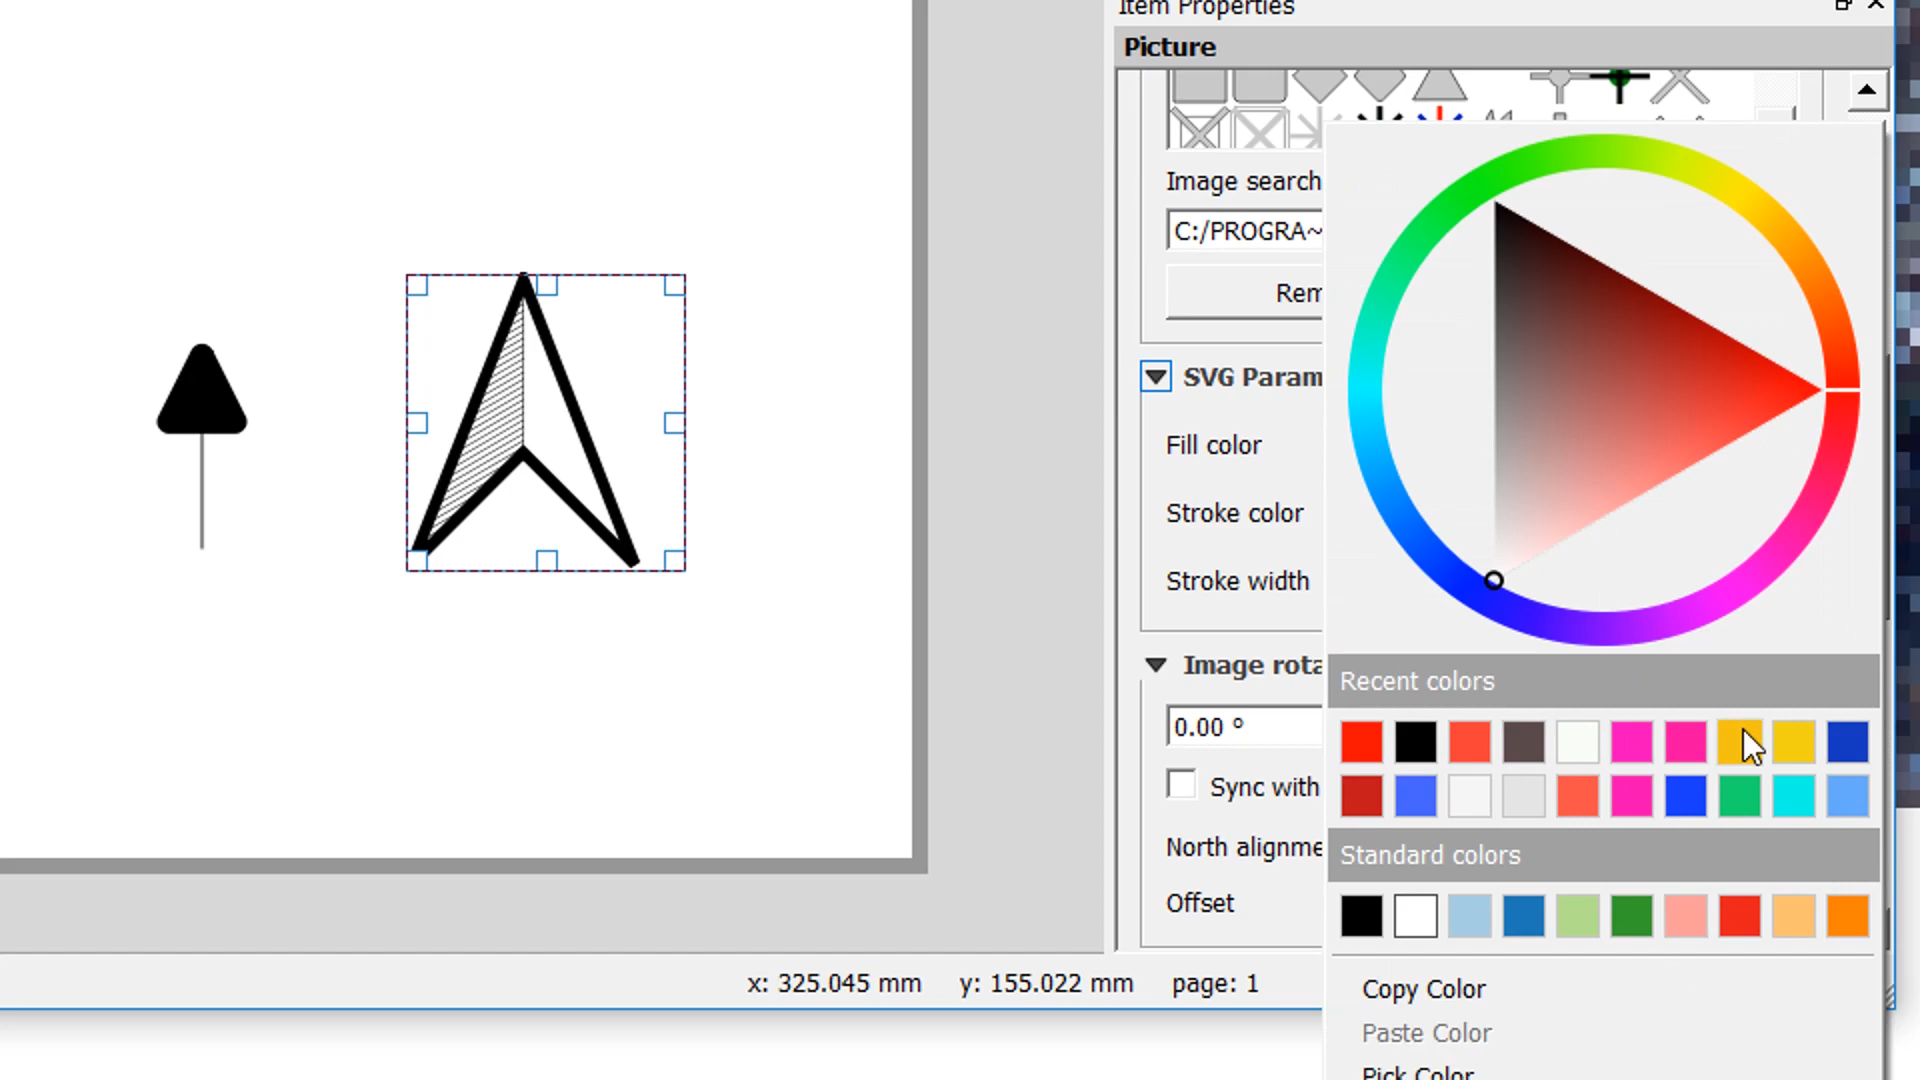 Item Properties
Picture
Image search
C:/PROGRA~
Rem
SVG Param
Fill color
Stroke color
Stroke width
Image rota
0.00 °
Sync with
North alignme
Offset
Recent colors
Standard colors
Copy Color
Paste Color
Pick Color
x: 325.045 mm y: 155.022 mm page: 1